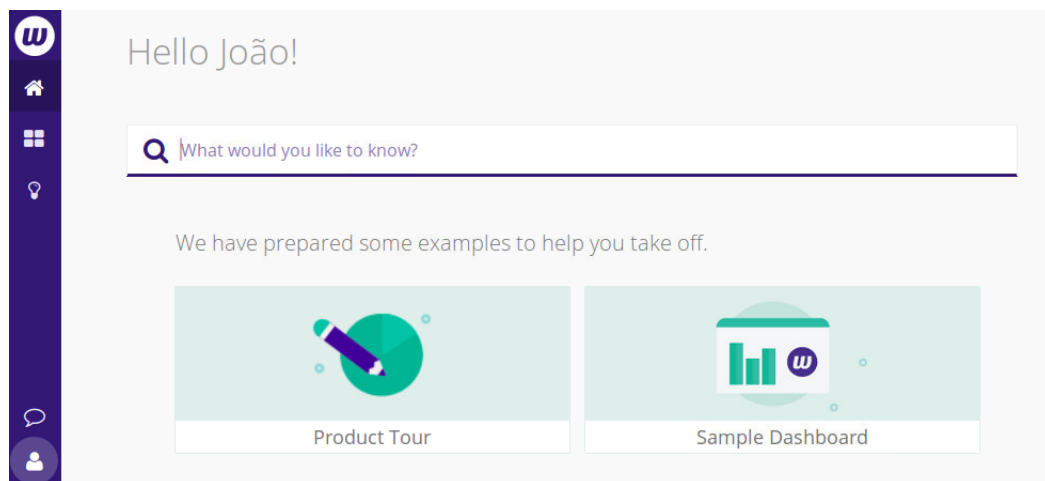 w
Hello João!
What would you like to know?
We have prepared some examples to help you take off.
w
Product Tour
Sample Dashboard